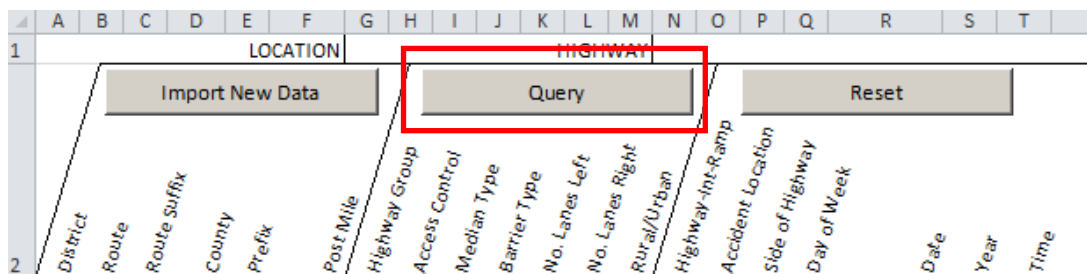 A B C D E F G H I J K L M N O P Q R S T
1 LOCATION HIGHWAY
Import New Data Query Reset
2 District Route Route Suffix County Prefix Post Mile Highway Group Access Control Median Type Barrier Type No. Lanes Left No. Lanes Right Rural/Urban Highway-Int-Ramp Accident Location Side of Highway Day of Week Date Year Time